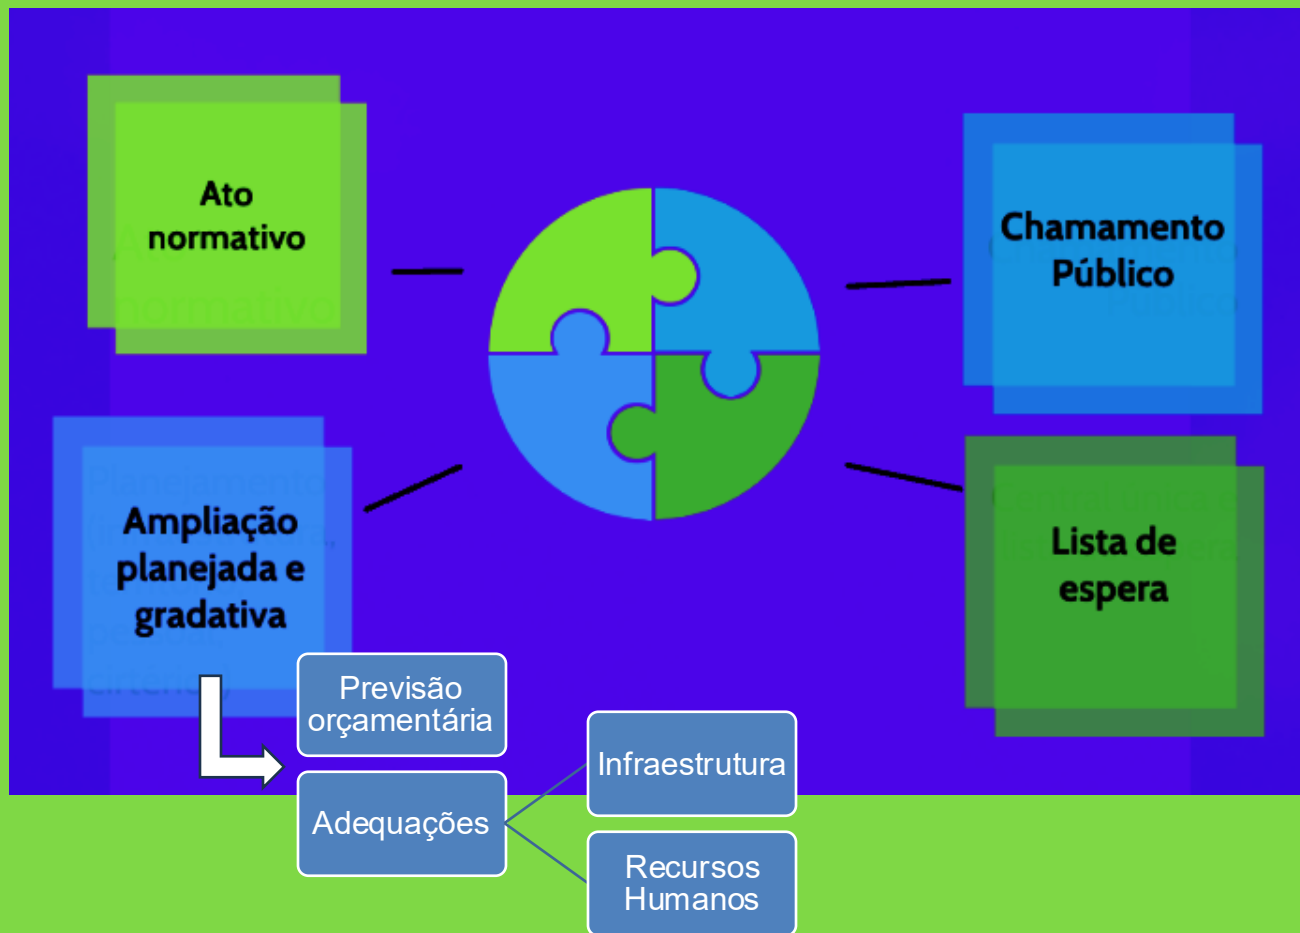 Ato
normativo
Chamamento
Público
Ampliação
planejada e
gradativa
Lista de
espera
Previsão
orçamentária
Adequações
Infraestrutura
Recursos
Humanos